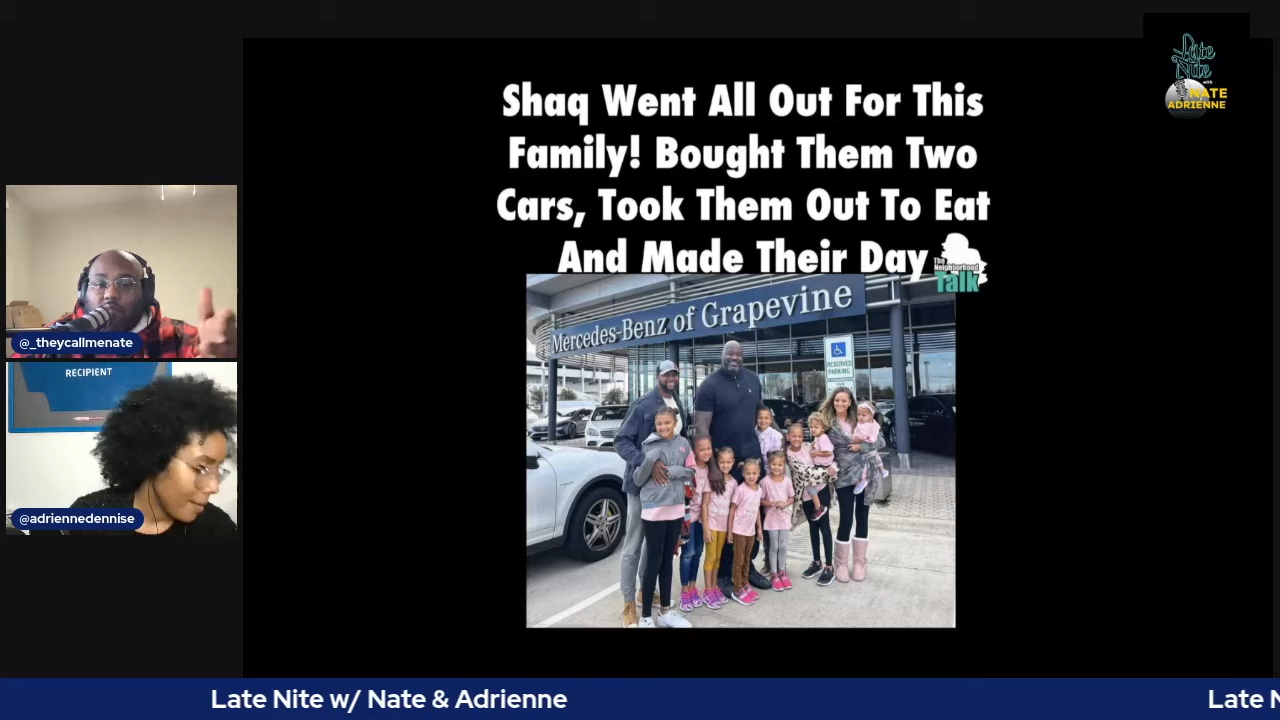 Late
Nite
with
NATE
ADRIENNE
Shaq Went All Out For This
Family! Bought Them Two
Cars, Took Them Out To Eat
And Made Their Day
The
Neighborhood
Talk
Mercedes-Benz of Grapevine
RESERVED
PARKING
@_theycallmenate
RECIPIENT
@adriennedennise
Late Nite w/ Nate & Adrienne
Late N